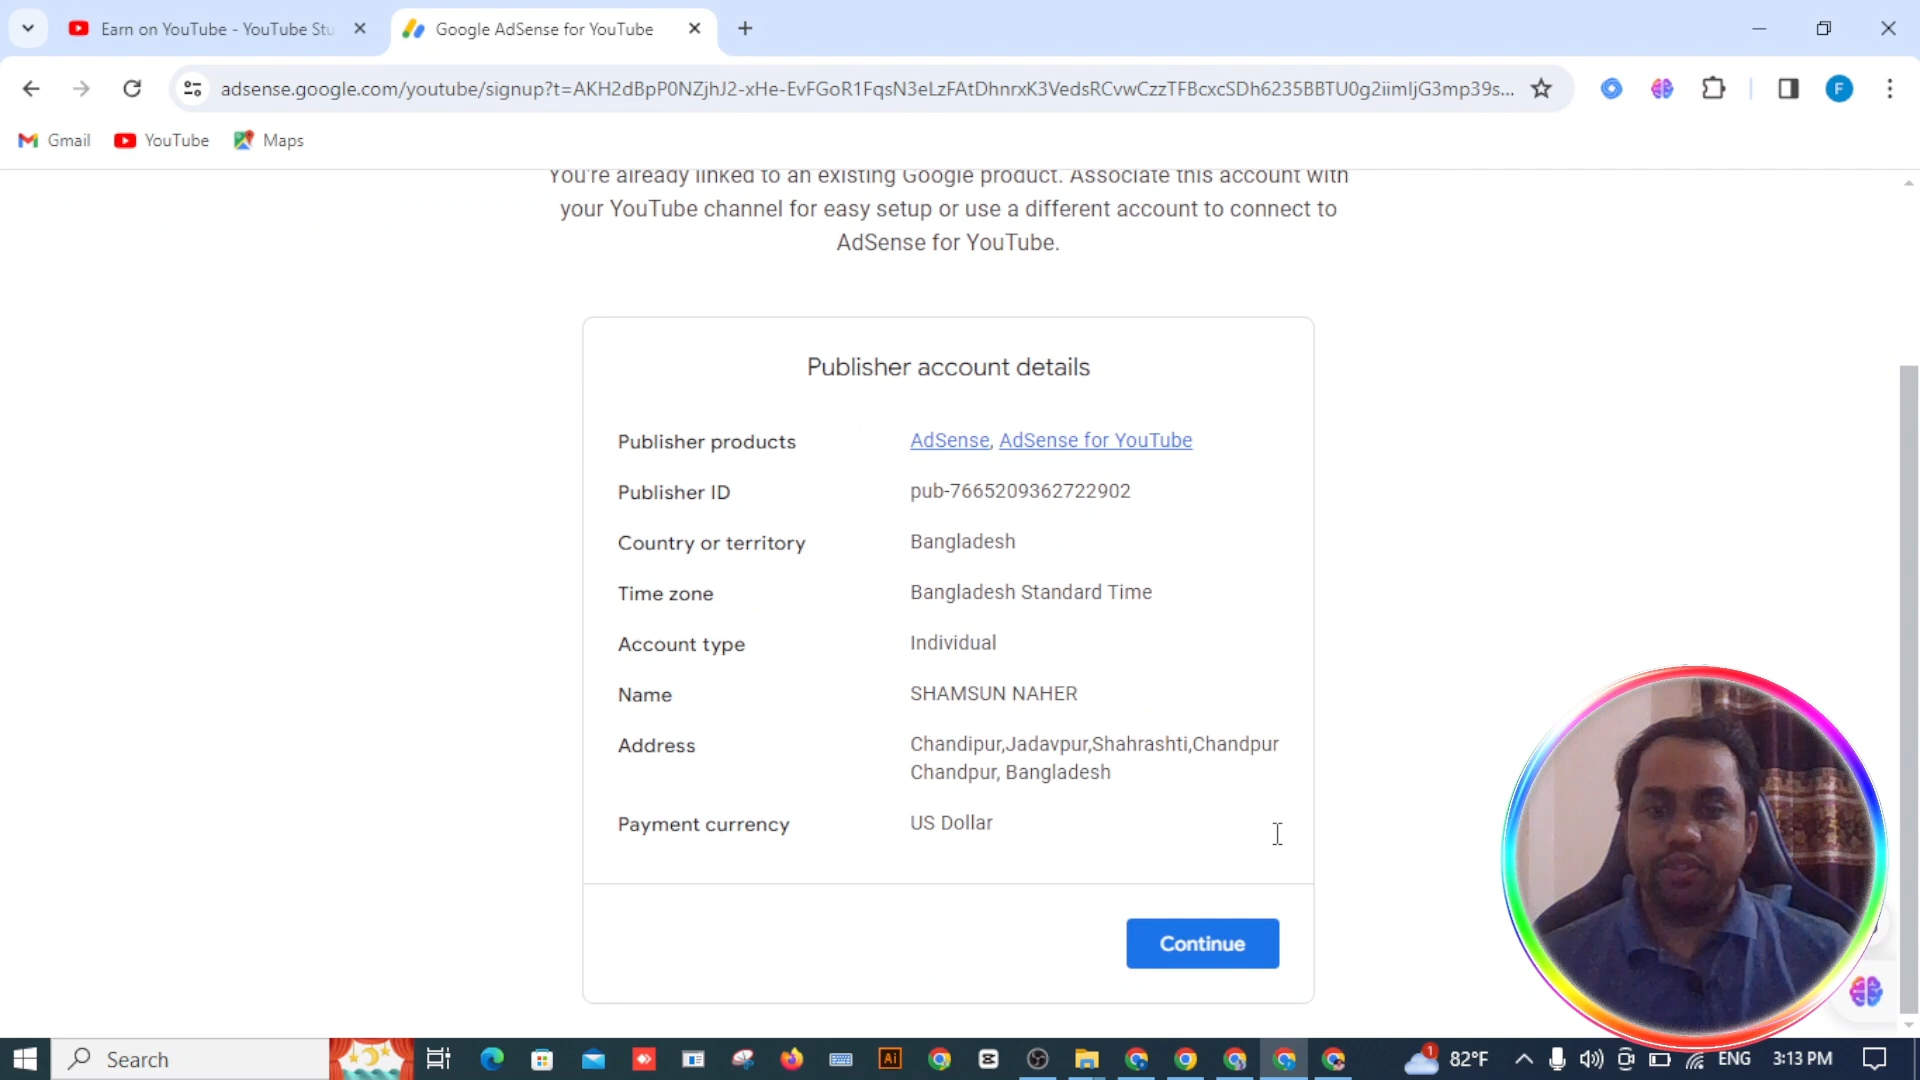 Earn on YouTube - YouTube Stu
Google AdSense for YouTube
adsense.google.com/youtube/signup?t=AKH2dBpP0NZjhJ2-xHe-EvFGoR1FqsN3eLzFAtDhnrxK3VedsRCvwCzzTFBcxcSDh6235BBTU0g2iimIjG3mp39s...
F
Gmail
YouTube
Maps
You're already linked to an existing Google product. Associate this account with
your YouTube channel for easy setup or use a different account to connect to
AdSense for YouTube.
Publisher account details
Publisher products AdSense, AdSense for YouTube
Publisher ID pub-7665209362722902
Country or territory Bangladesh
Time zone Bangladesh Standard Time
Account type Individual
Name SHAMSUN NAHER
Address Chandipur,Jadavpur,Shahrashti,Chandpur
Chandpur, Bangladesh
Payment currency US Dollar
Continue
Search
Ai
1
82°F
ENG
3:13 PM